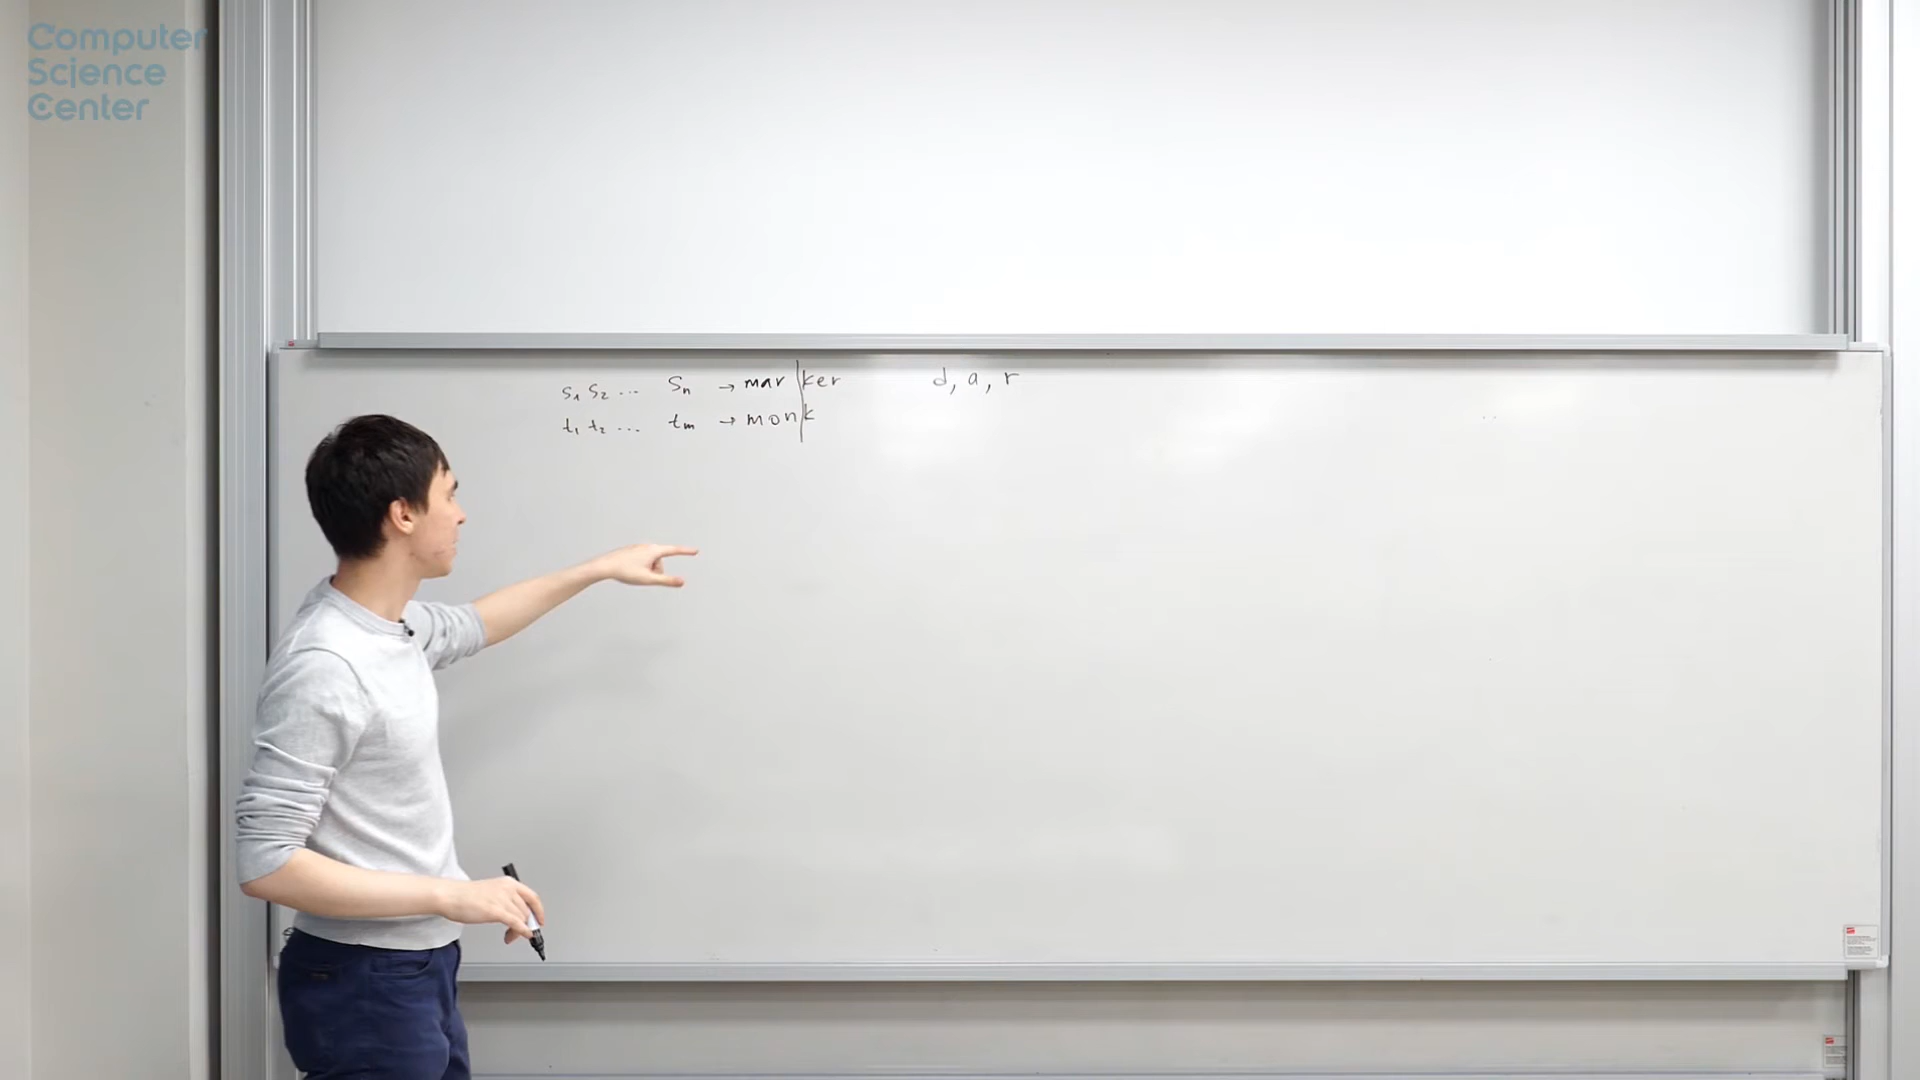 Computer
Science
Center
s₁ s₂ ... sₙ → mar|ker d, a, r
t₁ t₂ ... tₘ → mon|k